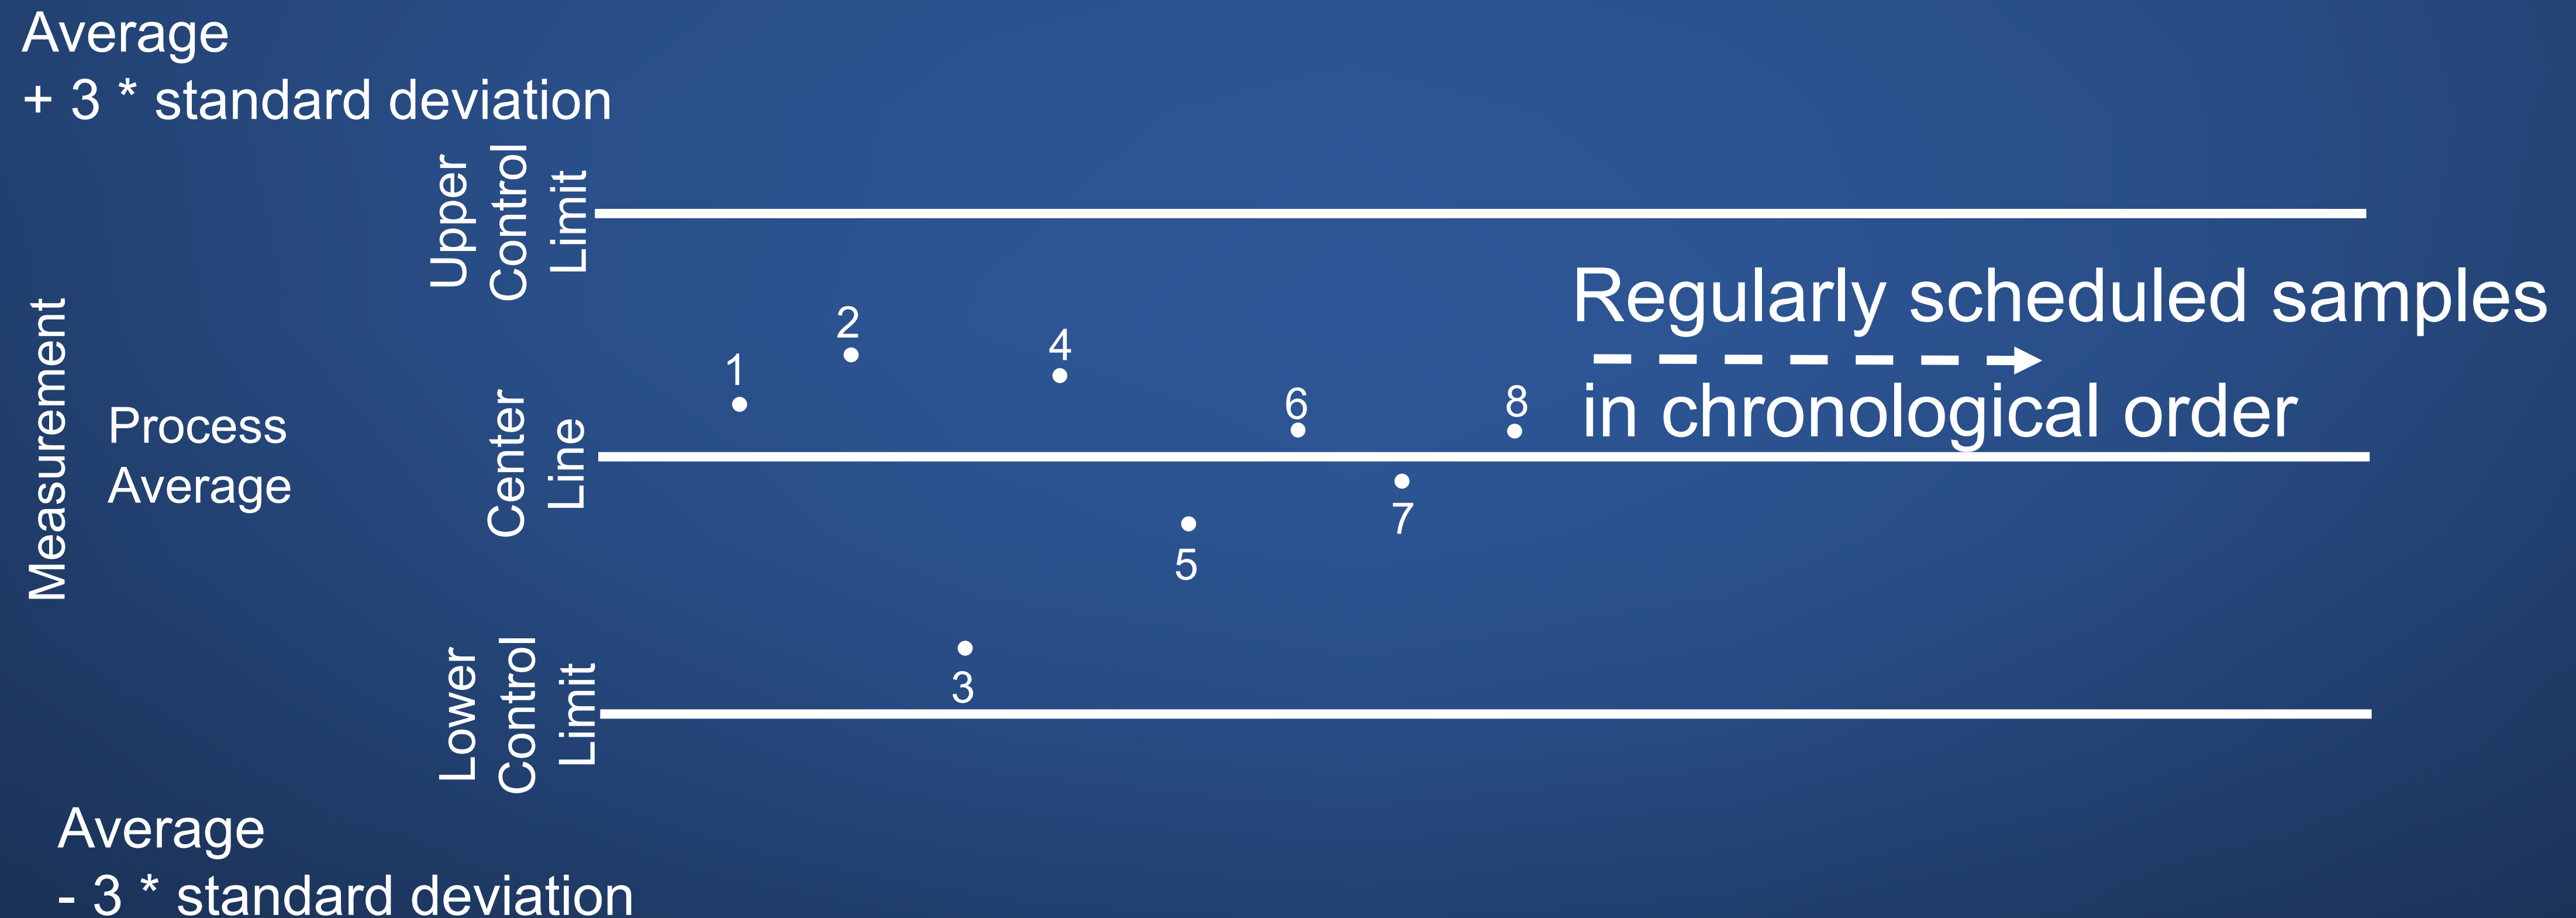 Average
+ 3 * standard deviation
Upper
Control
Limit
Regularly scheduled samples
in chronological order
Measurement
Process
Average
Center
Line
1
2
3
4
5
6
7
8
Lower
Control
Limit
Average
- 3 * standard deviation